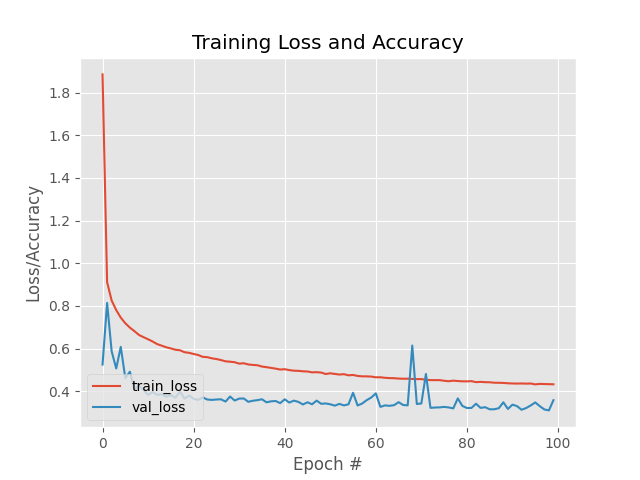 Training Loss and Accuracy
Loss/Accuracy
1.8
1.6
1.4
1.2
1.0
0.8
0.6
0.4
train_loss
val_loss
0 20 40 60 80 100
Epoch #